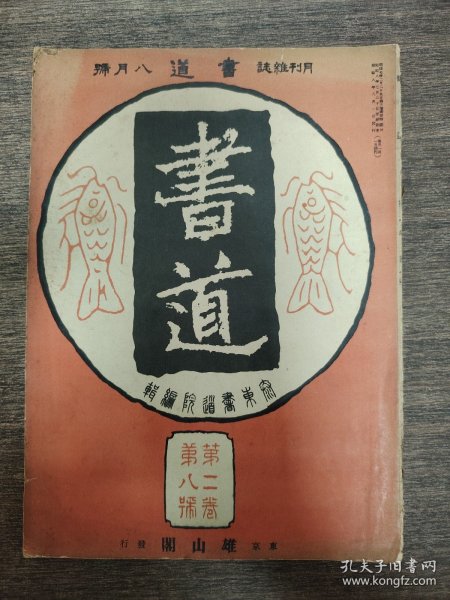 月刊雜誌 書道 八月號
書道
泰東書道院編輯
第二卷
第八號
東京 雄山閣 發行
孔夫子旧书网
www.kongfz.com